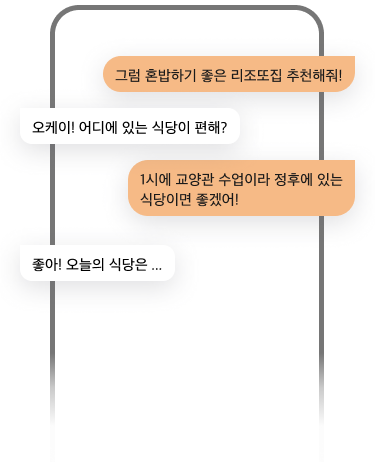 그럼 혼밥하기 좋은 리조또집 추천해줘!
오케이! 어디에 있는 식당이 편해?
1시에 교양관 수업이라 정후에 있는
식당이면 좋겠어!
좋아! 오늘의 식당은 ...